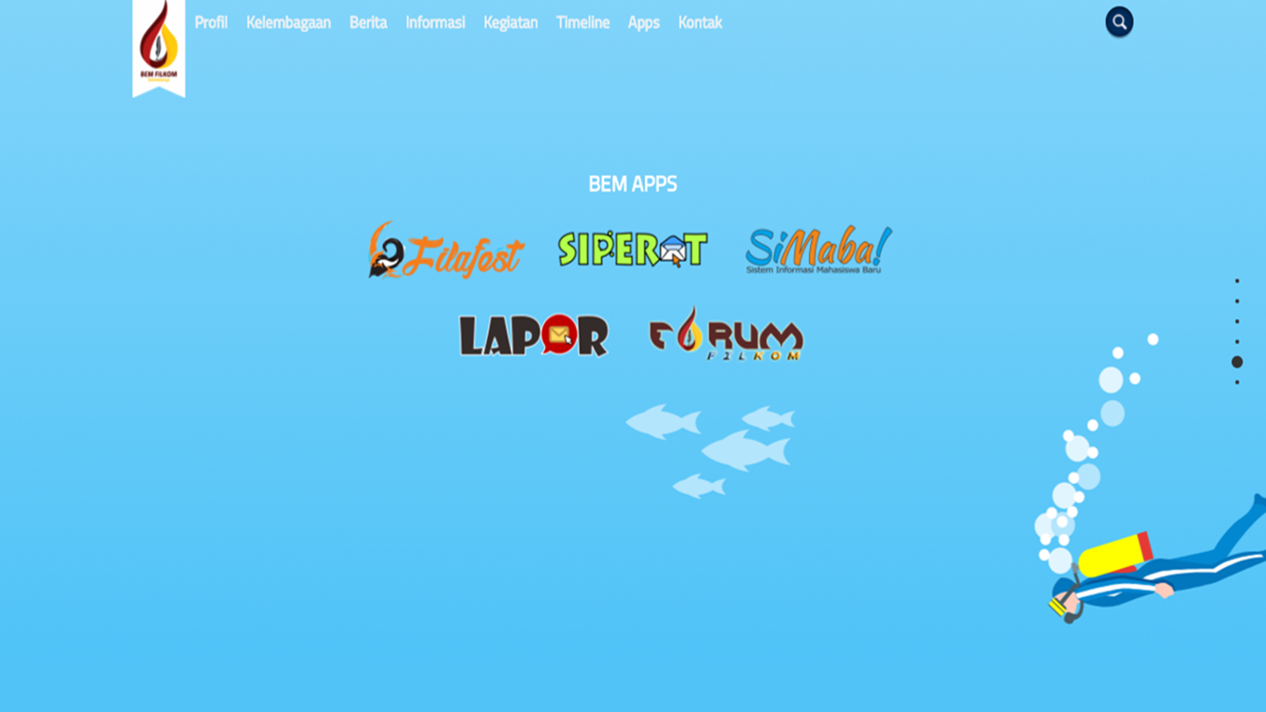 Profil Kelembagaan Berita Informasi Kegiatan Timeline Apps Kontak
BEM FILKOM
BEM APPS
Filafest SIPERAT SiMaba!
Sistem Informasi Mahasiswa Baru
LAPOR FORUM
FILKOM